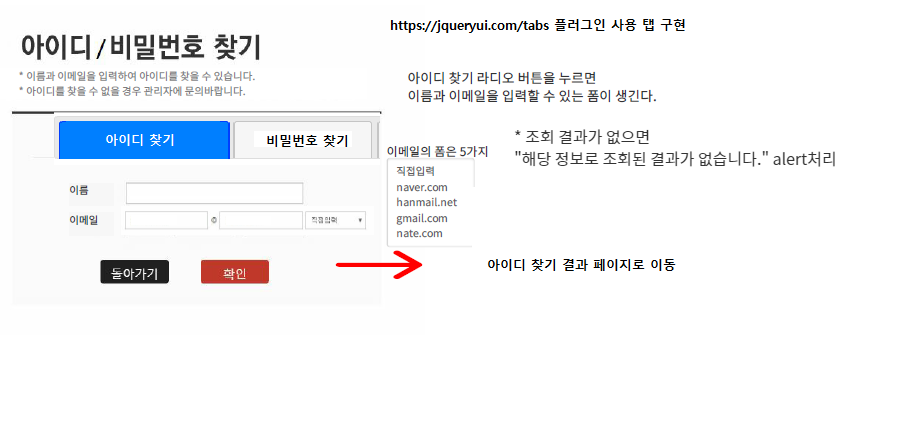 https://jqueryui.com/tabs 플러그인 사용 탭 구현
아이디/비밀번호 찾기
* 이름과 이메일을 입력하여 아이디를 찾을 수 있습니다.
* 아이디를 찾을 수 없을 경우 관리자에 문의바랍니다.
아이디 찾기 라디오 버튼을 누르면
이름과 이메일을 입력할 수 있는 폼이 생긴다.
아이디 찾기
비밀번호 찾기
* 조회 결과가 없으면
"해당 정보로 조회된 결과가 없습니다." alert처리
이메일의 폼은 5가지
직접입력
naver.com
hanmail.net
gmail.com
nate.com
이름
이메일
@
직접입력
돌아가기
확인
아이디 찾기 결과 페이지로 이동